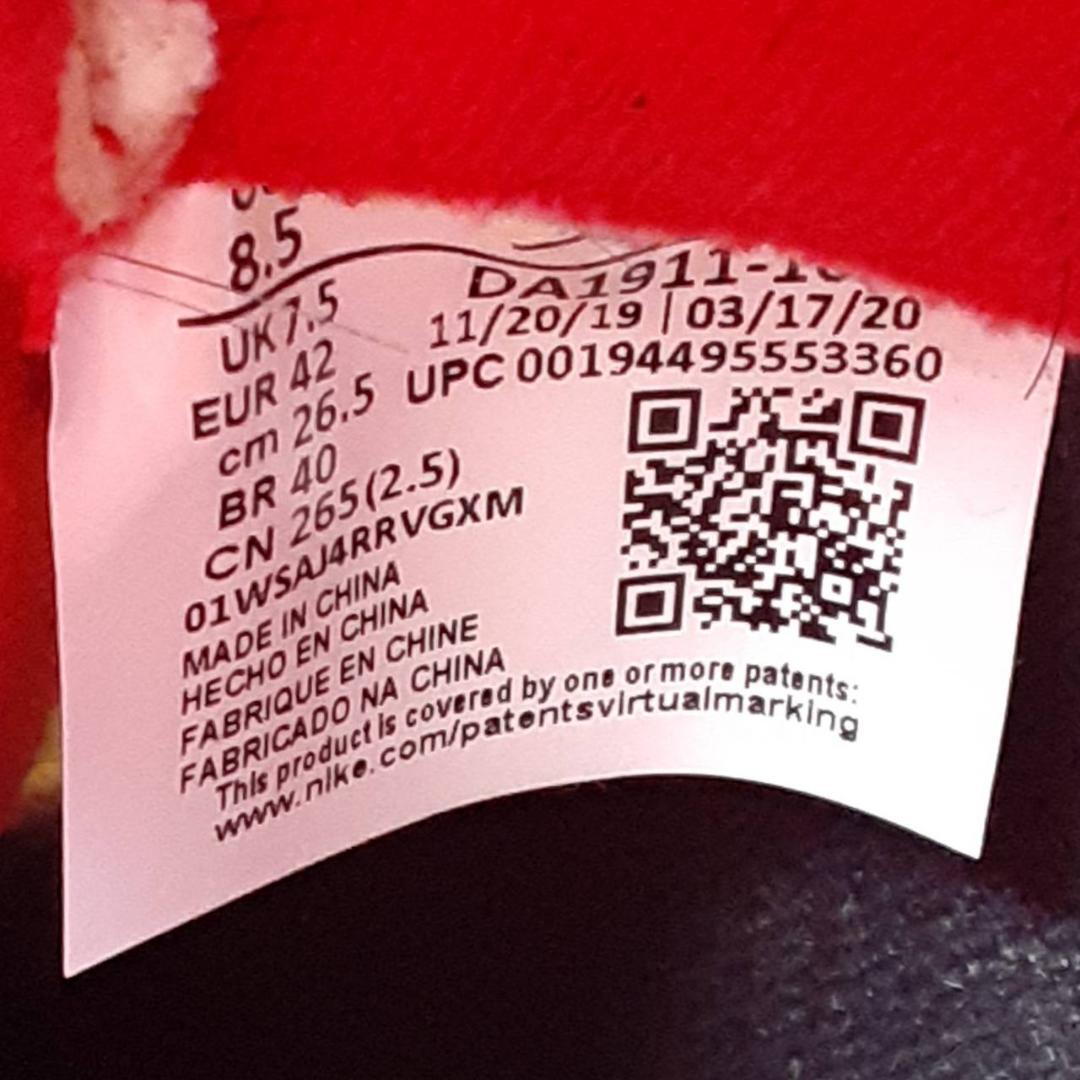 8.5
UK 7.5
EUR 42
cm 26.5
BR 40
CN 265(2.5)
DA1911-1
11/20/19 | 03/17/20
UPC 00194495553360
01WSAJ4RRVGXM
MADE IN CHINA
HECHO EN CHINA
FABRIQUE EN CHINE
FABRICADO NA CHINA
This product is covered by one or more patents:
www.nike.com/patentsvirtualmarking